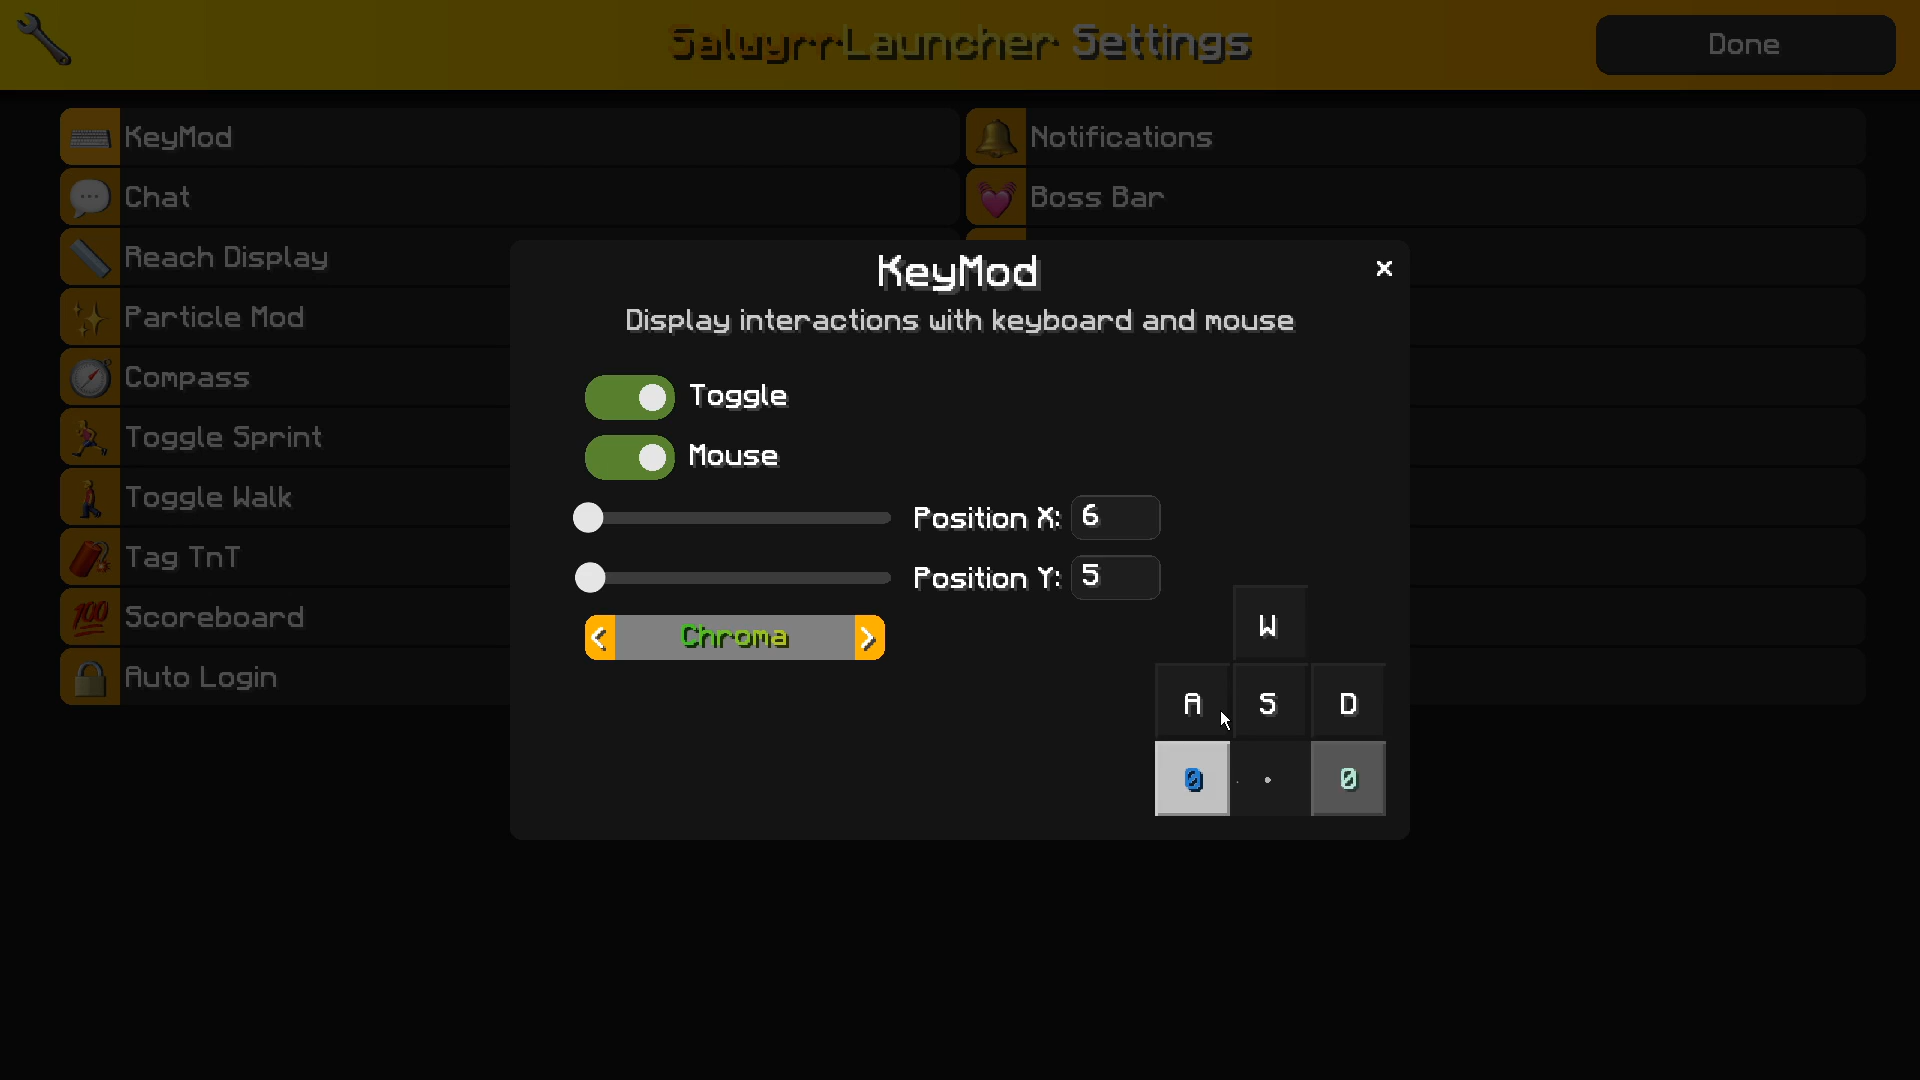 SalwyrrLauncher Settings
Done
KeyMod
Notifications
Chat
Boss Bar
Reach Display
Particle Mod
Compass
Toggle Sprint
Toggle Walk
Tag TnT
Scoreboard
Auto Login
KeyMod
×
Display interactions with keyboard and mouse
Toggle
Mouse
Position X: 6
Position Y: 5
< Chroma >
W
A S D
0 0